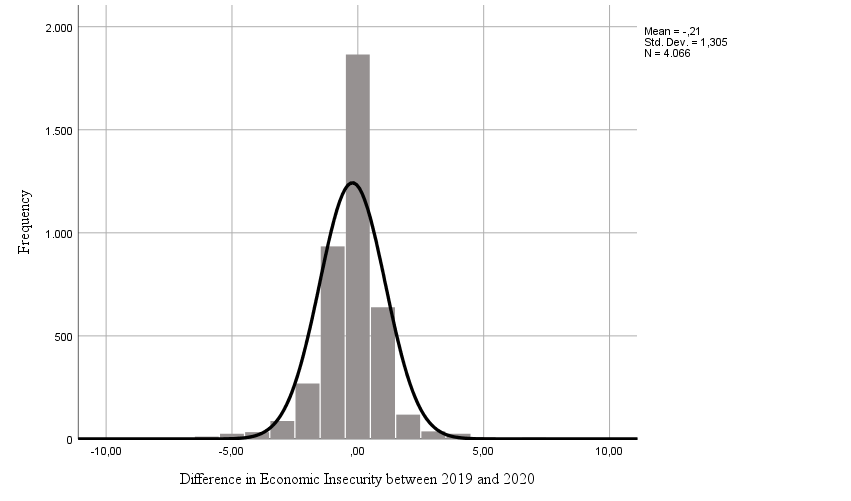 2.000
1.500
1.000
500
0
Frequency
-10,00
-5,00
,00
5,00
10,00
Difference in Economic Insecurity between 2019 and 2020
Mean = -,21
Std. Dev. = 1,305
N = 4.066